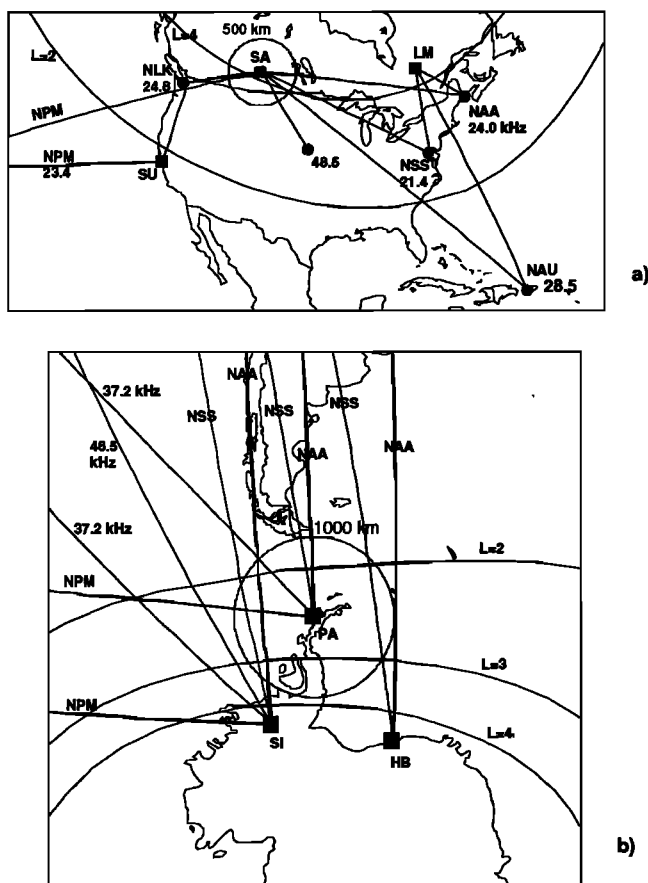 L=4
500 km
L=2
SA
LM
NLK
24.8
NPM
NAA
24.0 kHz
NPM
23.4
SU
48.5
NSS
21.4
NAU
28.5
a)
37.2 kHz
NAA
NSS
NSS
NSS
48.5
kHz
NAA
NAA
37.2 kHz
1000 km
L=2
NPM
PA
L=3
NPM
L=4
SI
HB
b)